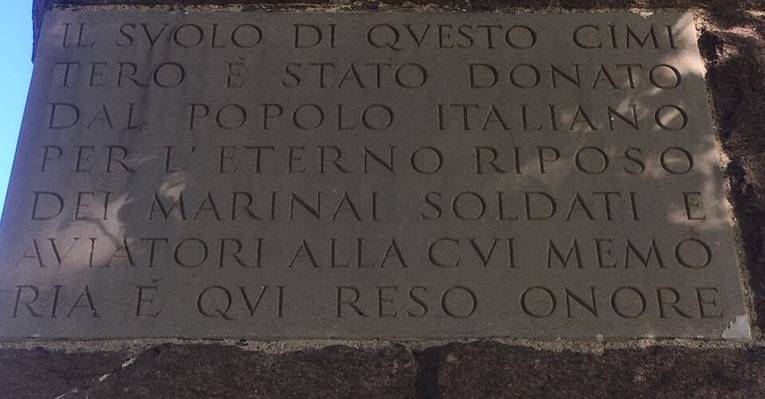 IL SVOLO DI QVESTO CIMI
TERO É STATO DONATO
DAL POPOLO ITALIANO
PER L'ETERNO RIPOSO
DEI MARINAI SOLDATI E
AVIATORI ALLA CVI MEMO
RIA É QVI RESO ONORE